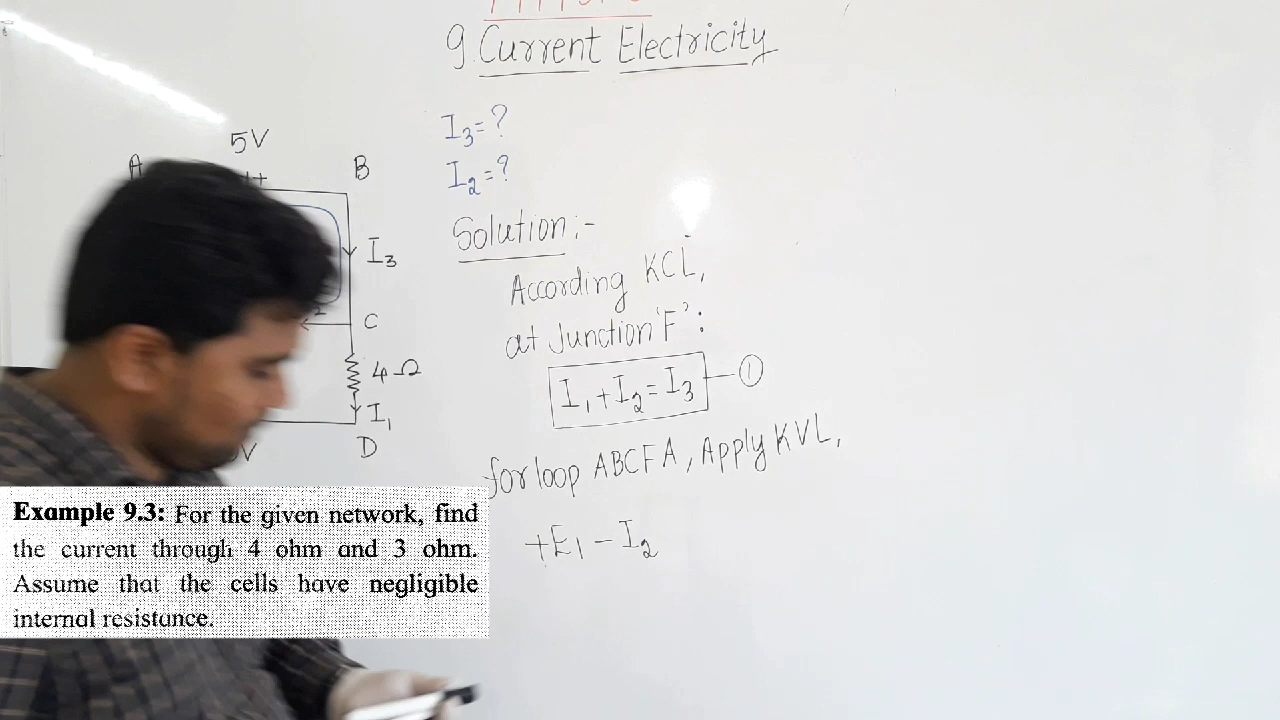 9. Current Electricity
5V
A
B
I3
C
4 Ω
I1
D
V
I3 = ?
I2 = ?
Solution :-
According KCL,
at Junction 'F' :
I1 + I2 = I3 — 1
for loop ABCFA, Apply KVL,
+E1 - I2
Example 9.3: For the given network, find
the current through 4 ohm and 3 ohm.
Assume that the cells have negligible
internal resistance.